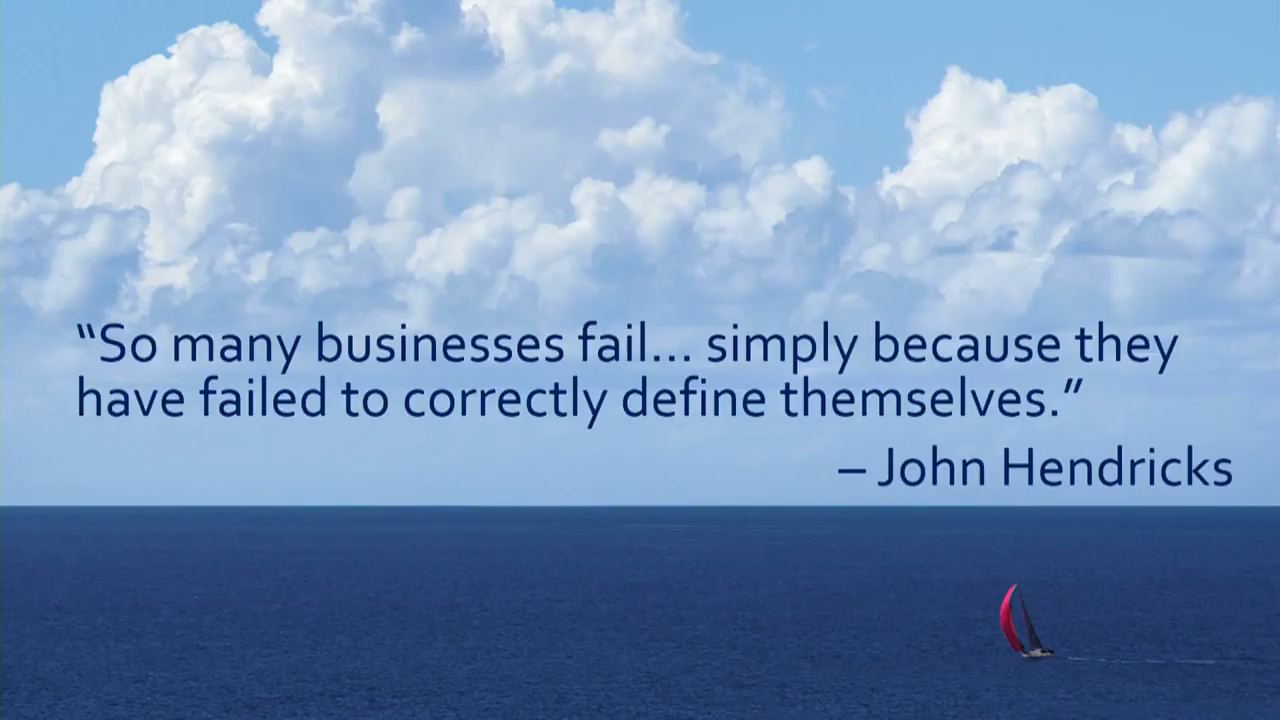 “So many businesses fail... simply because they
have failed to correctly define themselves.”
– John Hendricks